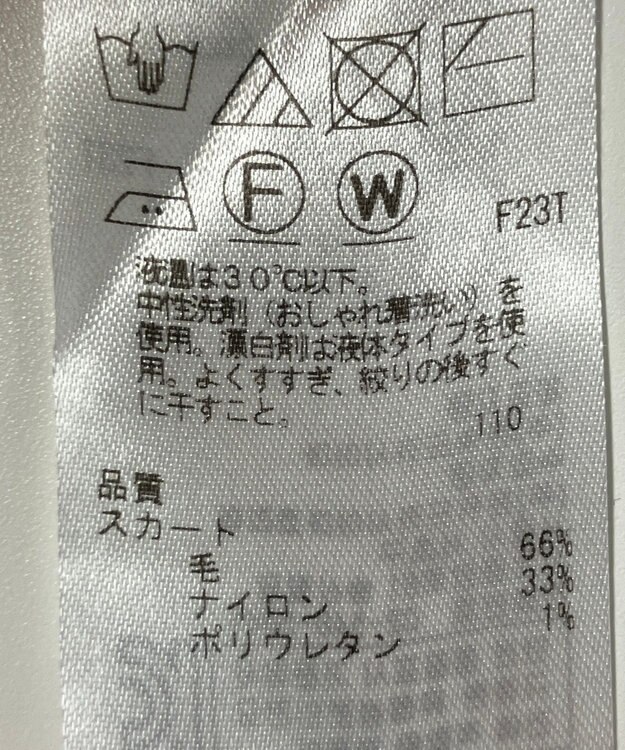 F
W
F23T
液温は30℃以下。
中性洗剤（おしゃれ着洗い）を
使用。漂白剤は液体タイプを使
用。よくすすぎ、絞りの後すぐ
に干すこと。
110
品質
スカート
毛 66%
ナイロン 33%
ポリウレタン 1%